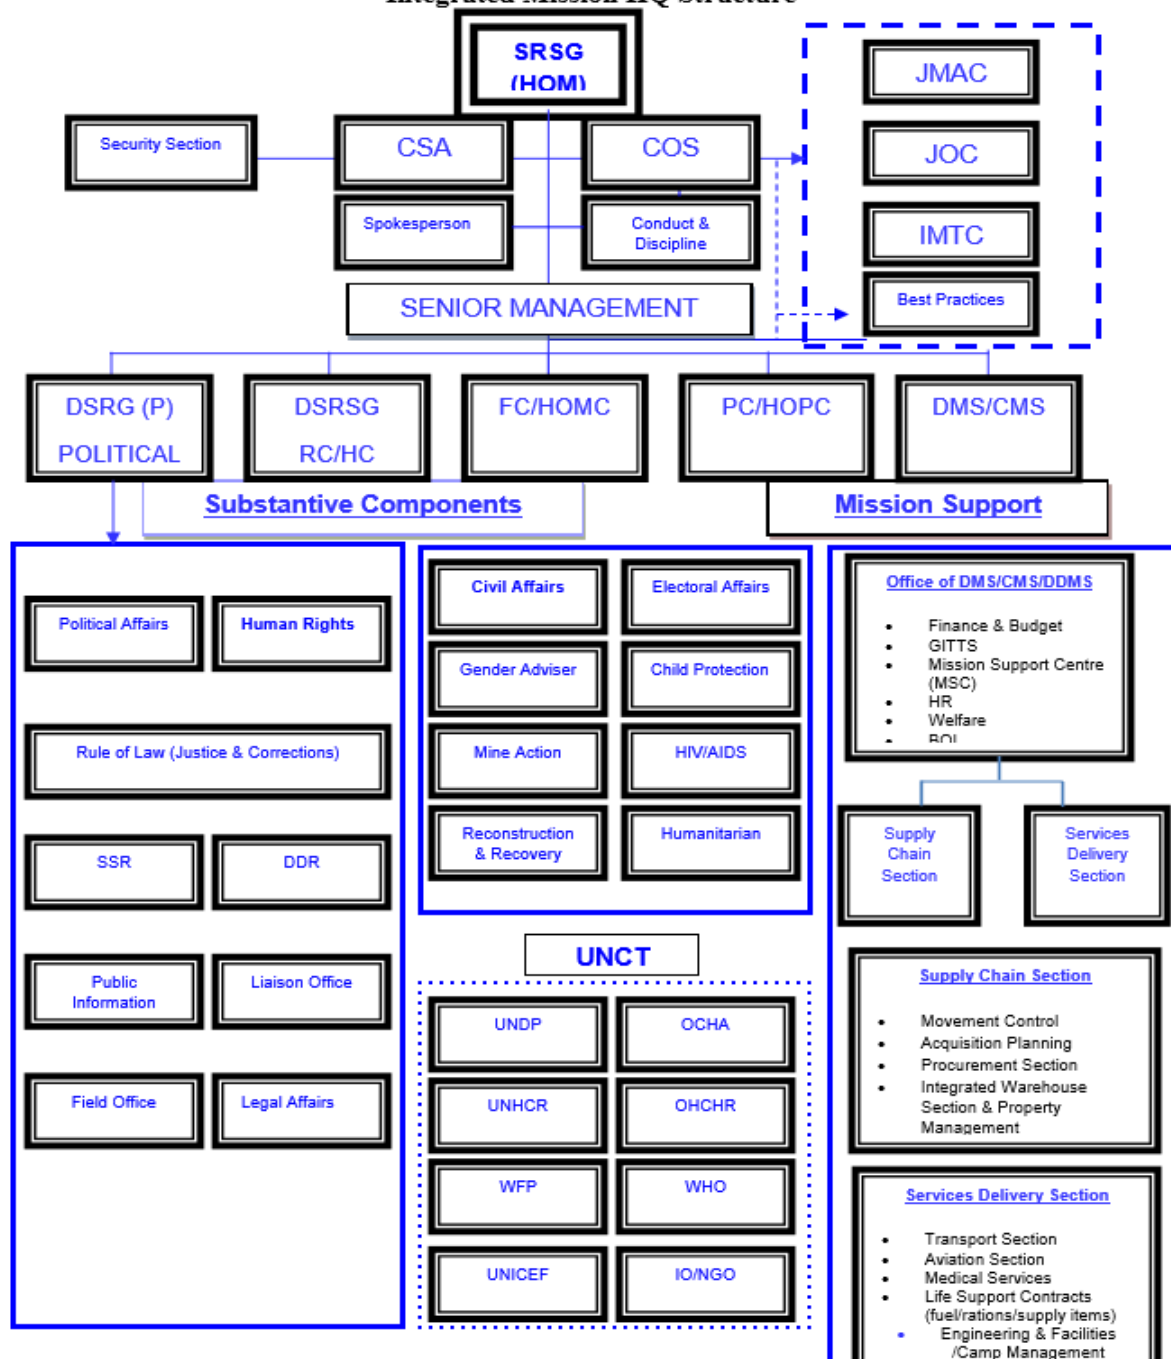 Integrated Mission HQ Structure
SRSG
(HOM)
JMAC
Security Section
CSA
COS
JOC
Spokesperson
Conduct &
Discipline
IMTC
Best Practices
SENIOR MANAGEMENT
DSRG (P)
POLITICAL
DSRSG
RC/HC
FC/HOMC
PC/HOPC
DMS/CMS
Substantive Components
Mission Support
Political Affairs
Human Rights
Rule of Law (Justice & Corrections)
SSR
DDR
Public
Information
Liaison Office
Field Office
Legal Affairs
Civil Affairs
Electoral Affairs
Gender Adviser
Child Protection
Mine Action
HIV/AIDS
Reconstruction
& Recovery
Humanitarian
UNCT
UNDP
OCHA
UNHCR
OHCHR
WFP
WHO
UNICEF
IO/NGO
Office of DMS/CMS/DDMS
• Finance & Budget
• GITTS
• Mission Support Centre
(MSC)
• HR
• Welfare
• BOI
Supply
Chain
Section
Services
Delivery
Section
Supply Chain Section
• Movement Control
• Acquisition Planning
• Procurement Section
• Integrated Warehouse
Section & Property
Management
Services Delivery Section
• Transport Section
• Aviation Section
• Medical Services
• Life Support Contracts
(fuel/rations/supply items)
• Engineering & Facilities
/Camp Management